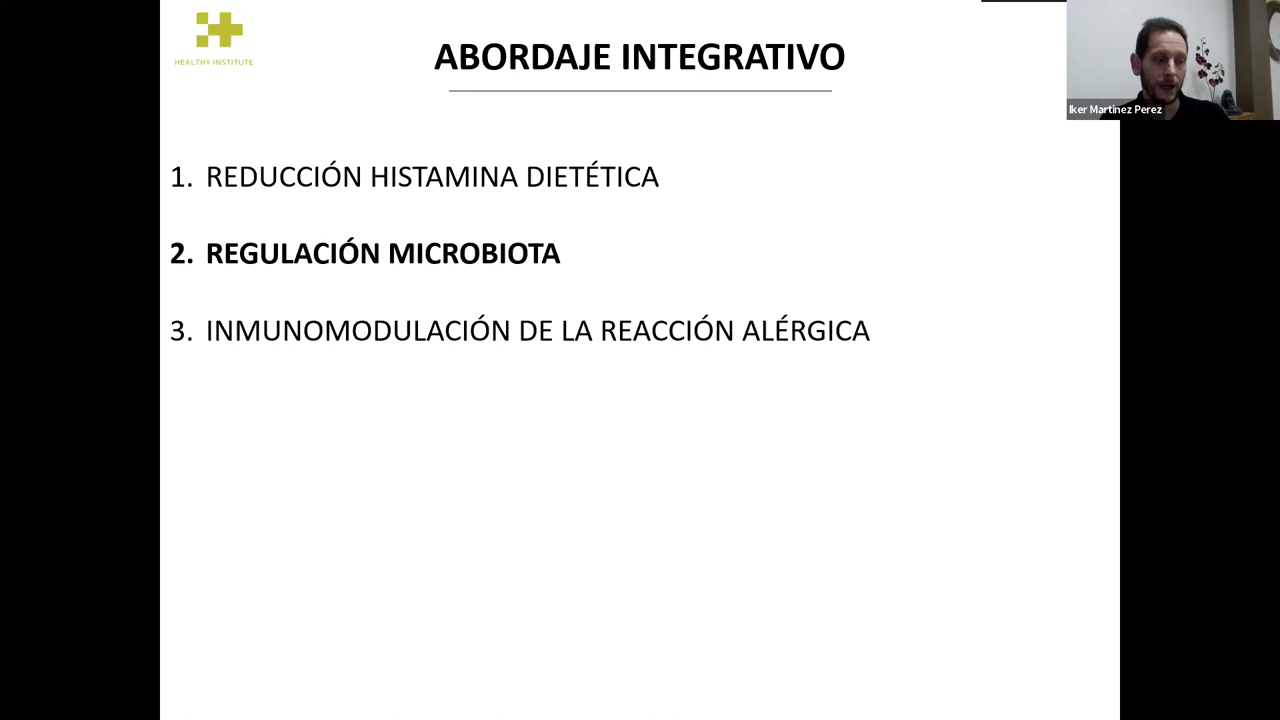 HEALTHY INSTITUTE
ABORDAJE INTEGRATIVO
Iker Martínez Perez
1. REDUCCIÓN HISTAMINA DIETÉTICA
2. REGULACIÓN MICROBIOTA
3. INMUNOMODULACIÓN DE LA REACCIÓN ALÉRGICA